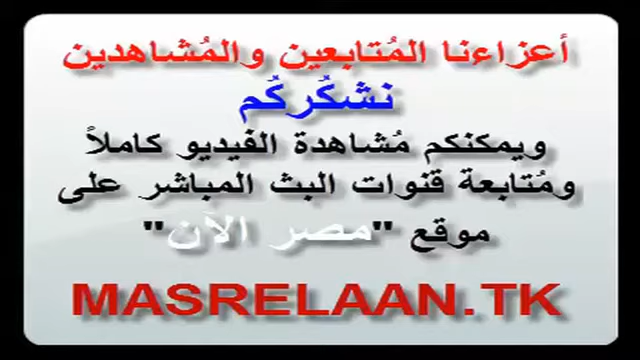 أعزاءنا المُتابعين والمُشاهدين
نشكُركُم
ويمكنكم مُشاهدة الفيديو كاملاً
ومُتابعة قنوات البث المباشر على
موقع "مصر الآن"
MASRELAAN.TK